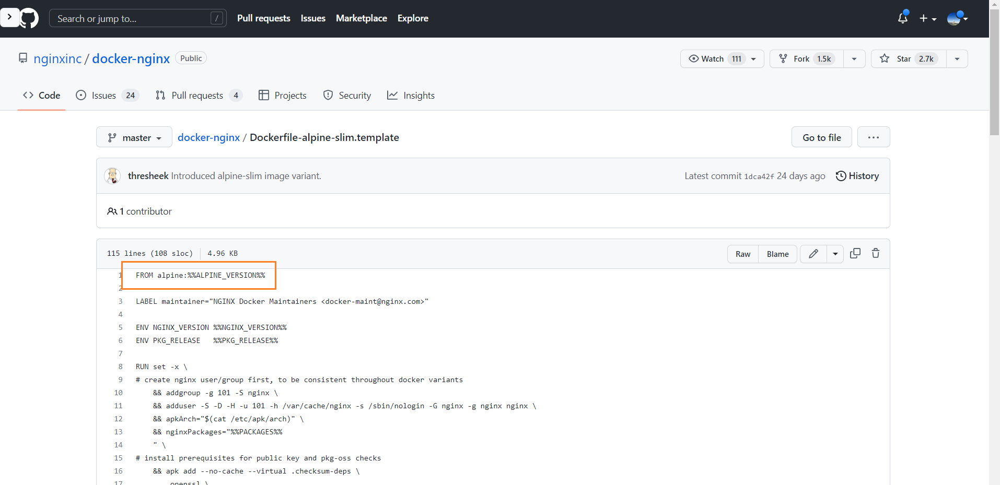 Search or jump to... / Pull requests Issues Marketplace Explore
nginxinc / docker-nginx Public Watch 111 Fork 1.5k Star 2.7k
Code Issues 24 Pull requests 4 Projects Security Insights
master docker-nginx / Dockerfile-alpine-slim.template Go to file ...
thresheek Introduced alpine-slim image variant. Latest commit 1dca42f 24 days ago History
1 contributor
115 lines (108 sloc) 4.96 KB Raw Blame
1 FROM alpine:%%ALPINE_VERSION%%
2
3 LABEL maintainer="NGINX Docker Maintainers <docker-maint@nginx.com>"
4
5 ENV NGINX_VERSION %%NGINX_VERSION%%
6 ENV PKG_RELEASE   %%PKG_RELEASE%%
7
8 RUN set -x \
9 # create nginx user/group first, to be consistent throughout docker variants
10     && addgroup -g 101 -S nginx \
11     && adduser -S -D -H -u 101 -h /var/cache/nginx -s /sbin/nologin -G nginx -g nginx nginx \
12     && apkArch="$(cat /etc/apk/arch)" \
13     && nginxPackages="%%PACKAGES%%
14     " \
15 # install prerequisites for public key and pkg-oss checks
16     && apk add --no-cache --virtual .checksum-deps \
17         openssl \